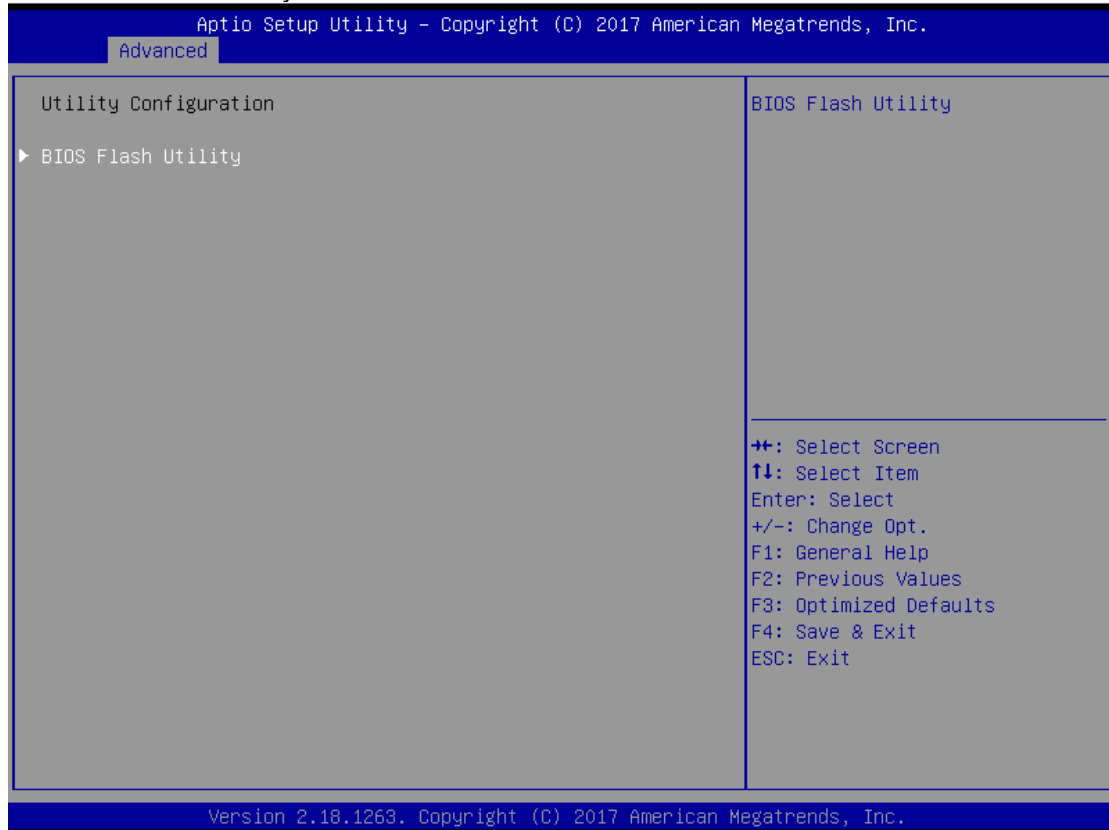 Aptio Setup Utility – Copyright (C) 2017 American Megatrends, Inc.
Advanced
Utility Configuration
▶ BIOS Flash Utility
BIOS Flash Utility
→←: Select Screen
↑↓: Select Item
Enter: Select
+/-: Change Opt.
F1: General Help
F2: Previous Values
F3: Optimized Defaults
F4: Save & Exit
ESC: Exit
Version 2.18.1263. Copyright (C) 2017 American Megatrends, Inc.